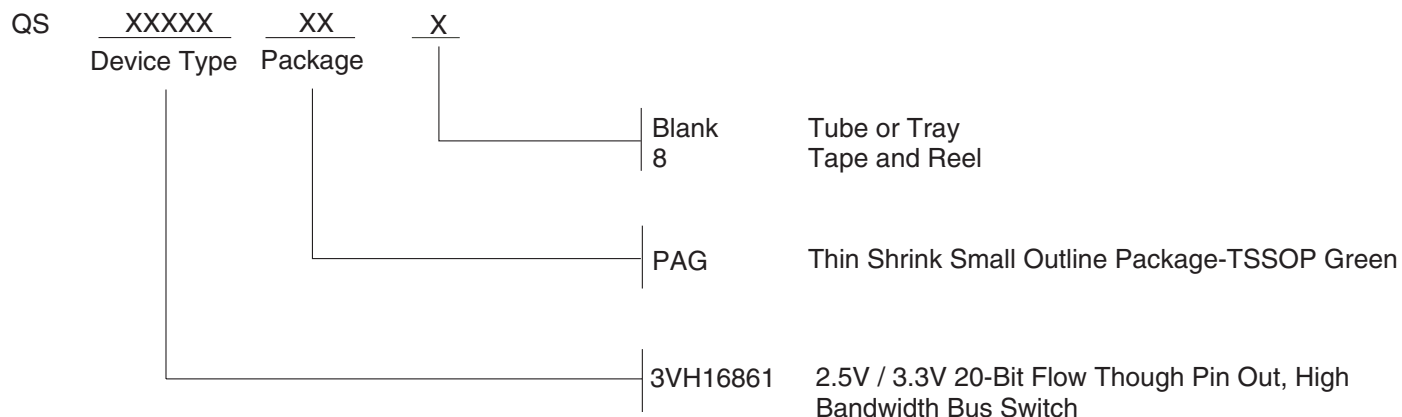 QS XXXXX XX X
Device Type Package
Blank Tube or Tray
8 Tape and Reel
PAG Thin Shrink Small Outline Package-TSSOP Green
3VH16861 2.5V / 3.3V 20-Bit Flow Though Pin Out, High
Bandwidth Bus Switch